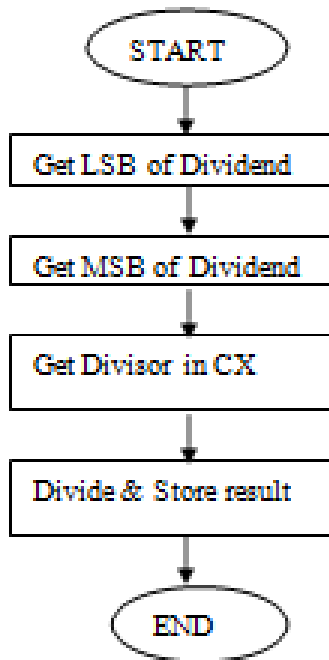 START
Get LSB of Dividend
Get MSB of Dividend
Get Divisor in CX
Divide & Store result
END